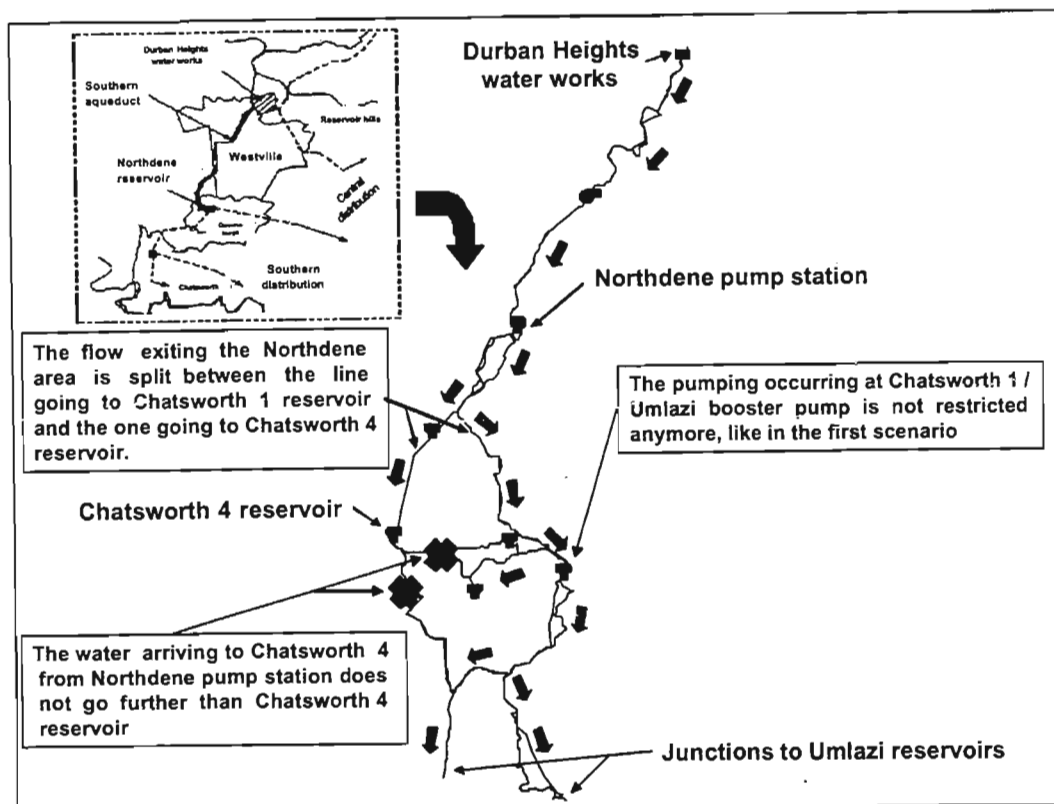 Durban Heights
water works
Southern
aqueduct
Reservoir hills
Westville
Northdene
reservoir
Central
distribution
Southern
distribution
Chatsworth
Durban Heights
water works
Northdene pump station
The flow exiting the Northdene
area is split between the line
going to Chatsworth 1 reservoir
and the one going to Chatsworth 4
reservoir.
The pumping occurring at Chatsworth 1 /
Umlazi booster pump is not restricted
anymore, like in the first scenario
Chatsworth 4 reservoir
The water arriving to Chatsworth 4
from Northdene pump station does
not go further than Chatsworth 4
reservoir
Junctions to Umlazi reservoirs